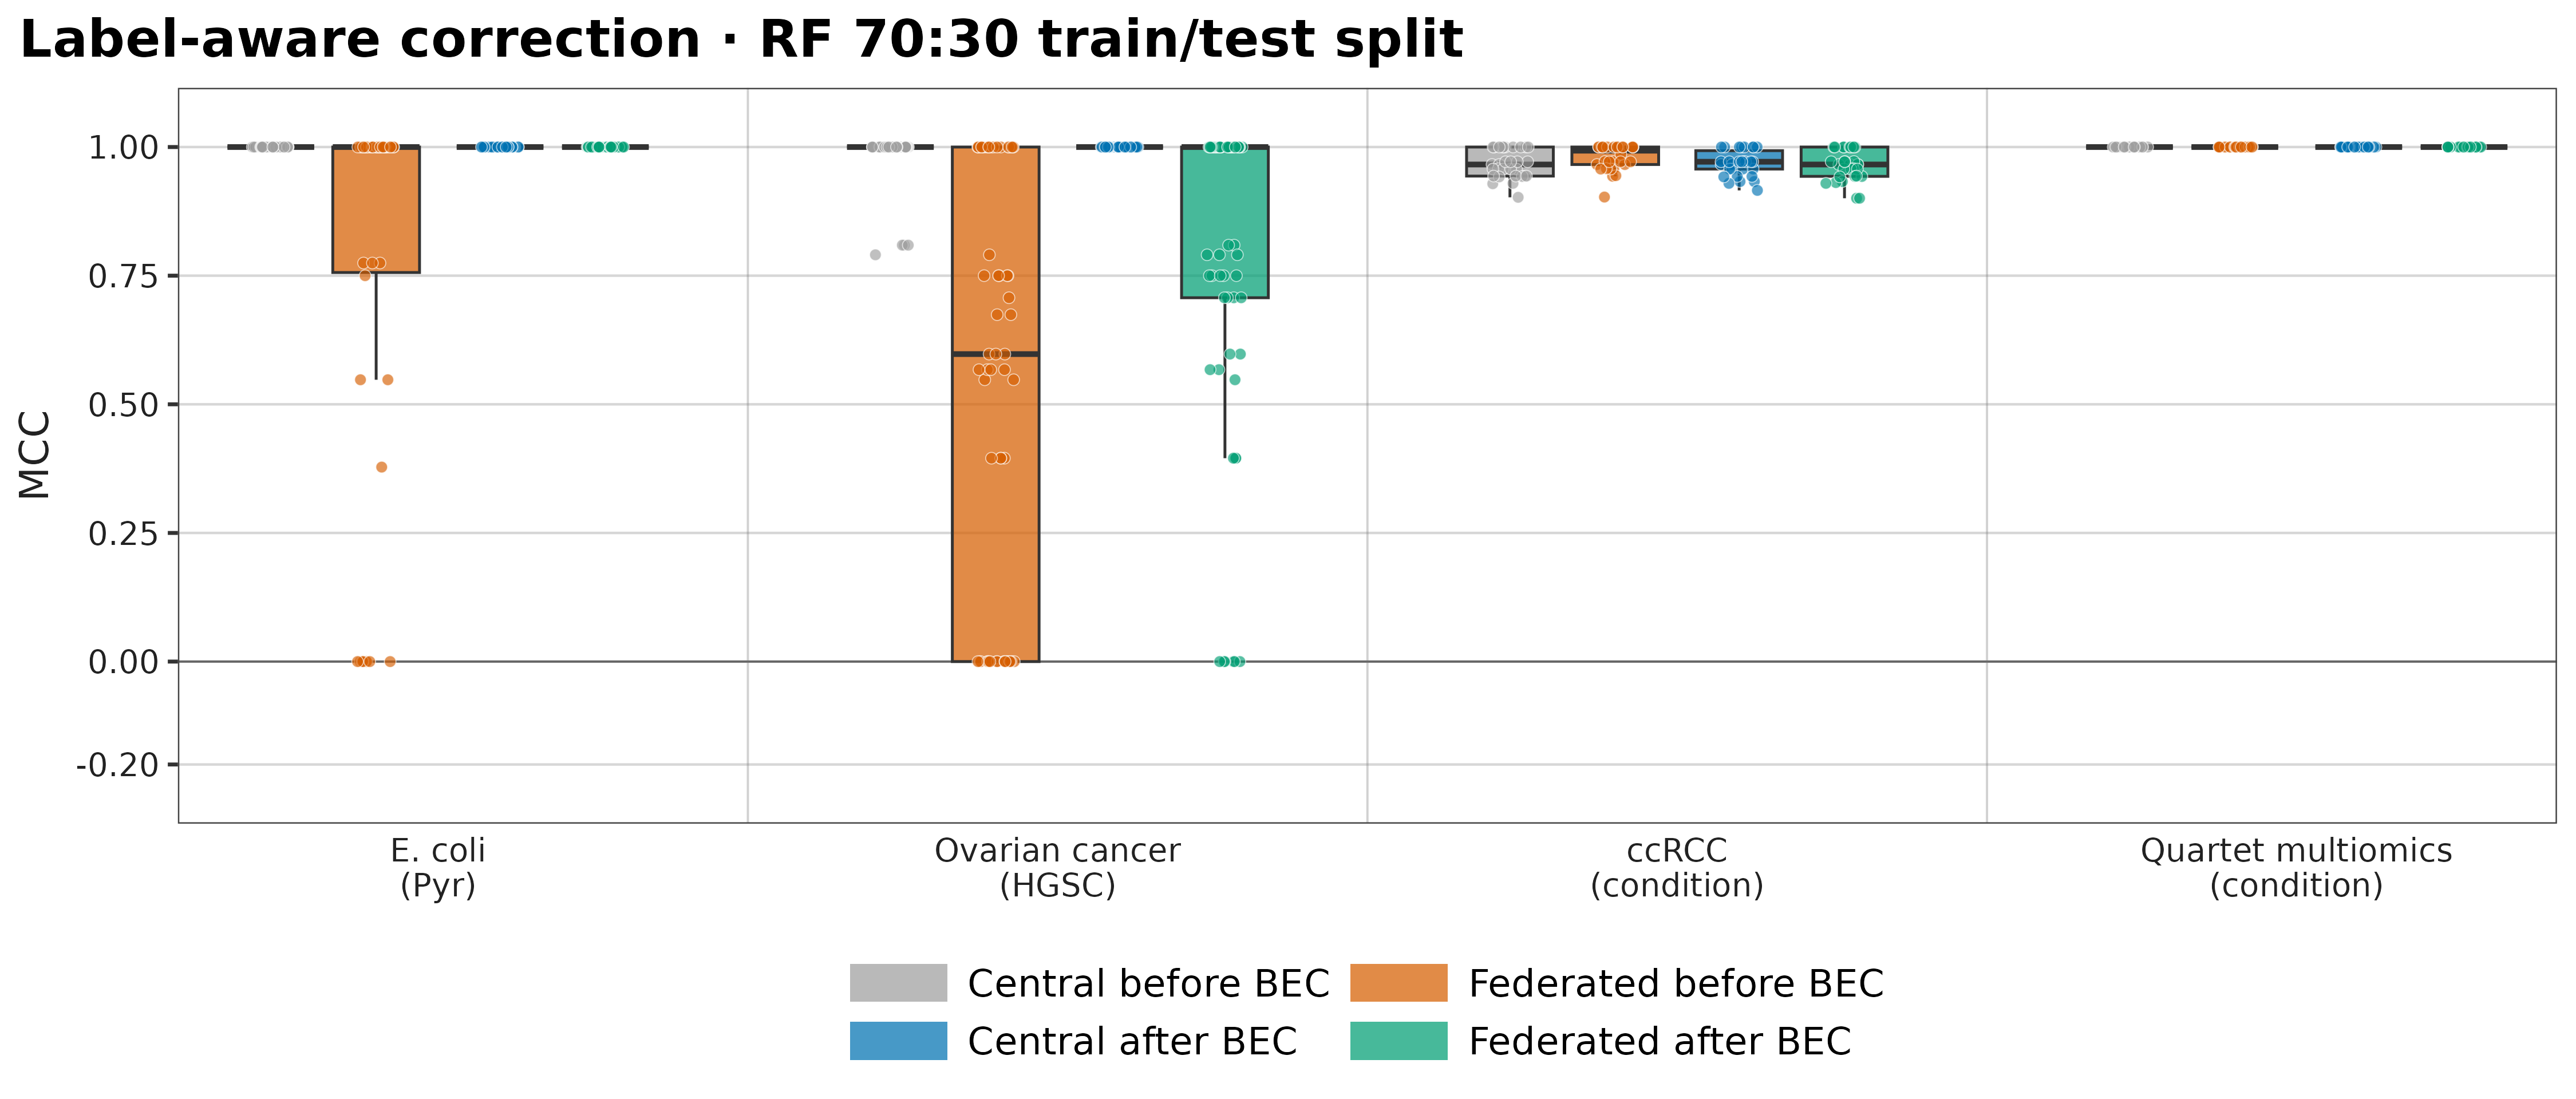 Label-aware correction · RF 70:30 train/test split
MCC
1.00
0.75
0.50
0.25
0.00
-0.20
E. coli
(Pyr)
Ovarian cancer
(HGSC)
ccRCC
(condition)
Quartet multiomics
(condition)
Central before BEC
Federated before BEC
Central after BEC
Federated after BEC